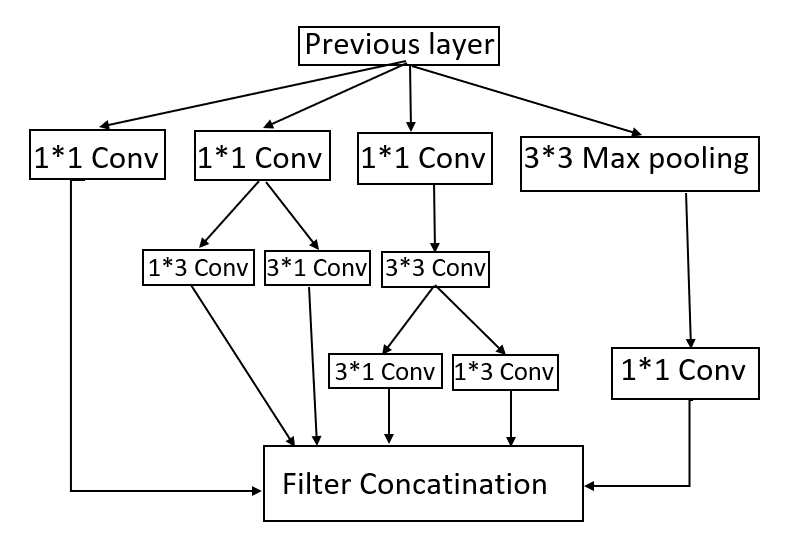 Previous layer
1*1 Conv
1*1 Conv
1*1 Conv
3*3 Max pooling
1*3 Conv
3*1 Conv
3*3 Conv
3*1 Conv
1*3 Conv
1*1 Conv
Filter Concatination